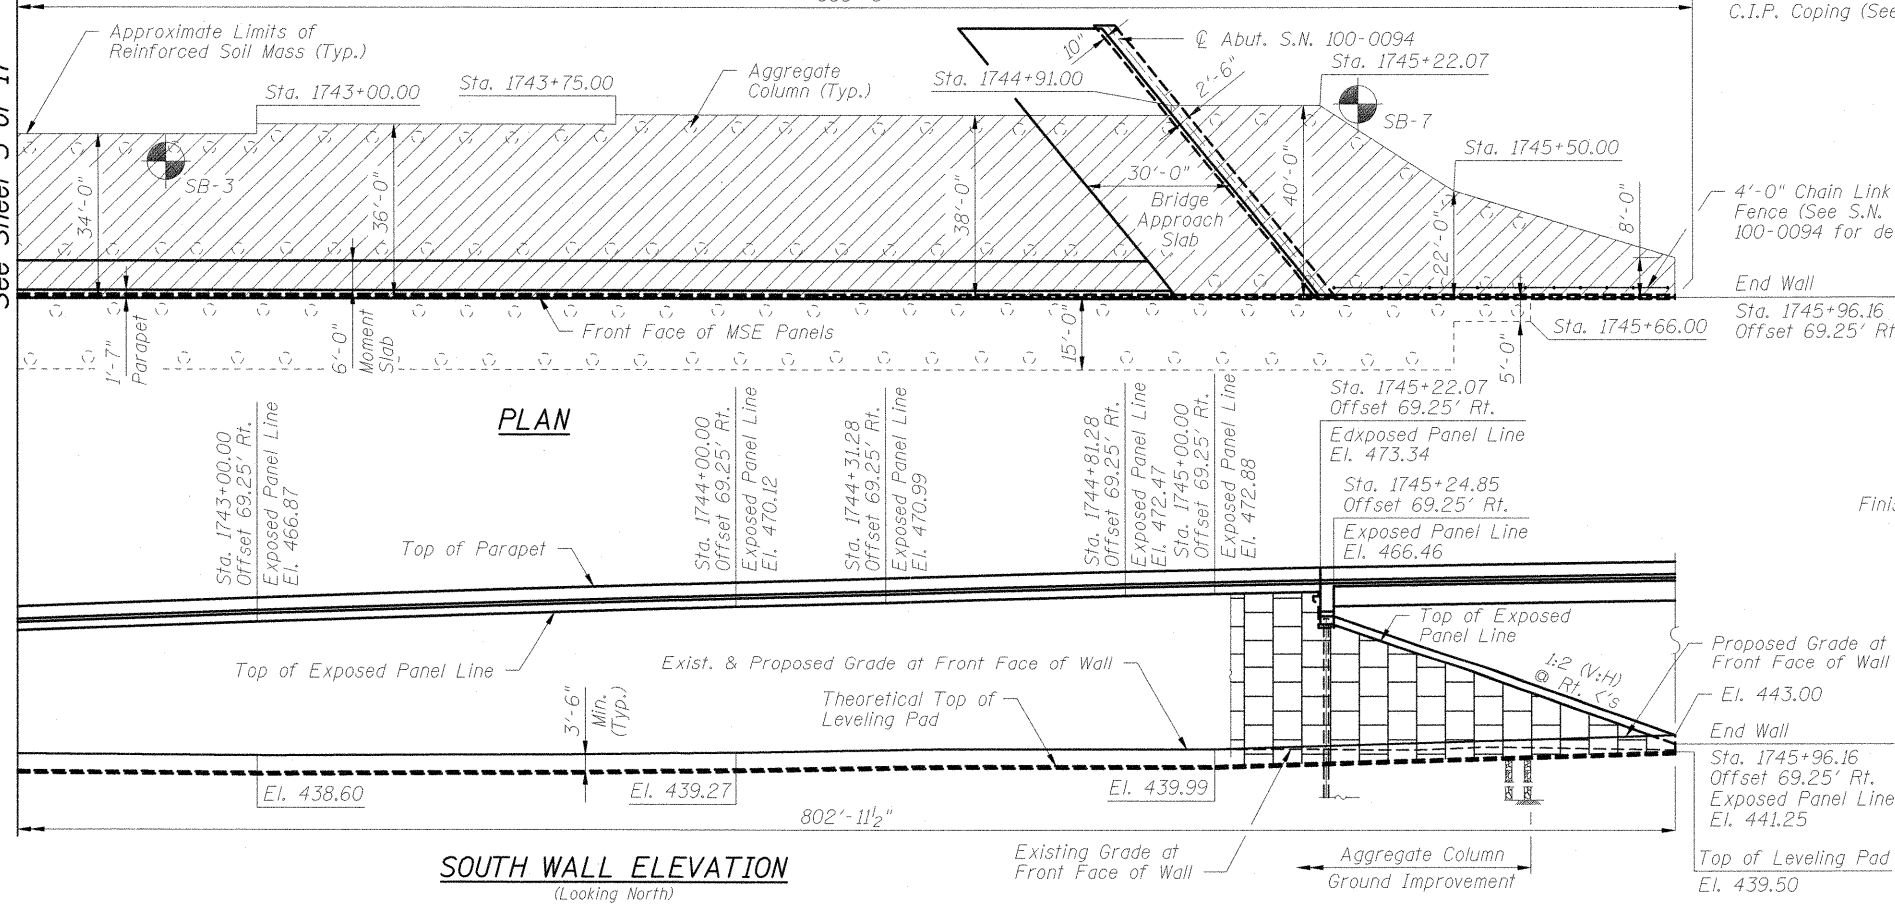 C.I.P. Coping (See
Approximate Limits of
Reinforced Soil Mass (Typ.)
Sta. 1743+00.00
Sta. 1743+75.00
Aggregate
Column (Typ.)
Sta. 1744+91.00
10"
℄ Abut. S.N. 100-0094
Sta. 1745+22.07
2'-6"
SB-7
SB-3
34'-0"
36'-0"
38'-0"
30'-0"
Bridge
Approach
Slab
40'-0"
Sta. 1745+50.00
22'-0"
8'-0"
4'-0" Chain Link
Fence (See S.N.
100-0094 for de
End Wall
Sta. 1745+96.16
Offset 69.25' Rt
Sta. 1745+66.00
5'-0"
15'-0"
1'-7"
Parapet
6'-0"
Moment
Slab
Front Face of MSE Panels
PLAN
Sta. 1743+00.00
Offset 69.25' Rt.
Exposed Panel Line
El. 466.87
Sta. 1744+00.00
Offset 69.25' Rt.
Exposed Panel Line
El. 470.12
Sta. 1744+31.28
Offset 69.25' Rt.
Exposed Panel Line
El. 470.99
Sta. 1744+81.28
Offset 69.25' Rt.
Exposed Panel Line
El. 472.47
Sta. 1745+00.00
Offset 69.25' Rt.
Exposed Panel Line
El. 472.88
Sta. 1745+22.07
Offset 69.25' Rt.
Edxposed Panel Line
El. 473.34
Sta. 1745+24.85
Offset 69.25' Rt.
Exposed Panel Line
El. 466.46
Top of Parapet
Top of Exposed Panel Line
Exist. & Proposed Grade at Front Face of Wall
Theoretical Top of
Leveling Pad
3'-6"
Min.
(Typ.)
Top of Exposed
Panel Line
1:2 (V:H)
@ Rt. <'s
Proposed Grade at
Front Face of Wall
El. 443.00
End Wall
Sta. 1745+96.16
Offset 69.25' Rt.
Exposed Panel Line
El. 441.25
Top of Leveling Pad
El. 439.50
El. 438.60
El. 439.27
El. 439.99
802'-11½"
SOUTH WALL ELEVATION
(Looking North)
Existing Grade at
Front Face of Wall
Aggregate Column
Ground Improvement